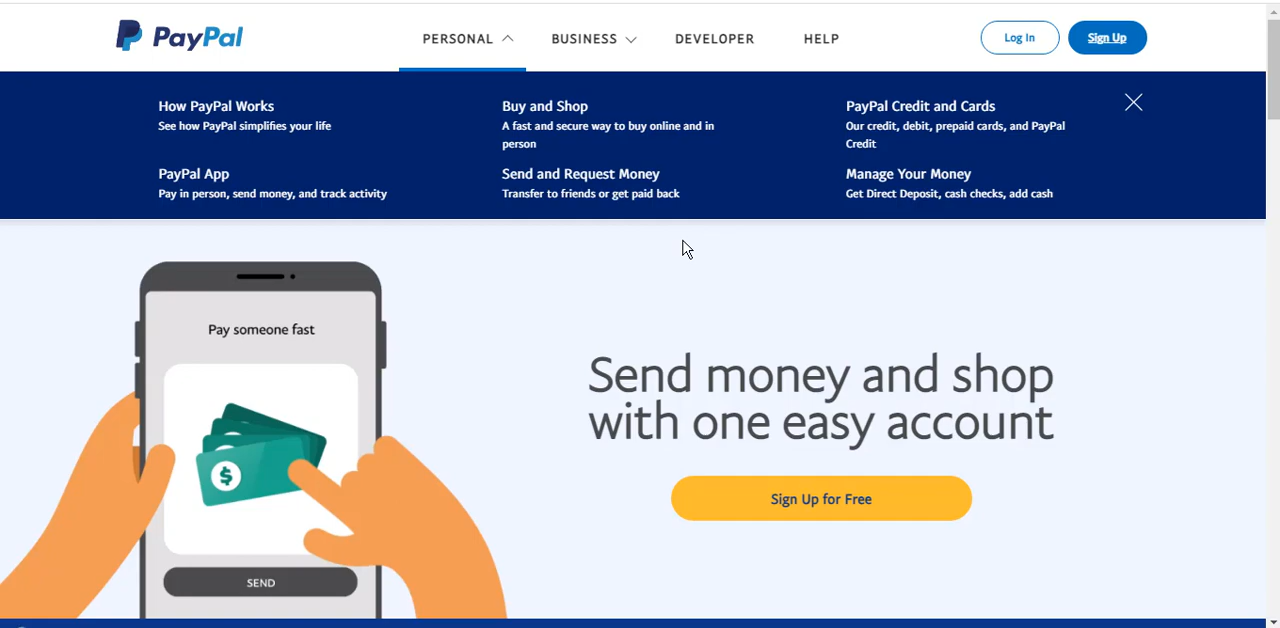 PayPal
PERSONAL
BUSINESS
DEVELOPER
HELP
Log In
Sign Up
How PayPal Works
See how PayPal simplifies your life
Buy and Shop
A fast and secure way to buy online and in
person
PayPal Credit and Cards
Our credit, debit, prepaid cards, and PayPal
Credit
PayPal App
Pay in person, send money, and track activity
Send and Request Money
Transfer to friends or get paid back
Manage Your Money
Get Direct Deposit, cash checks, add cash
Pay someone fast
$
SEND
Send money and shop
with one easy account
Sign Up for Free